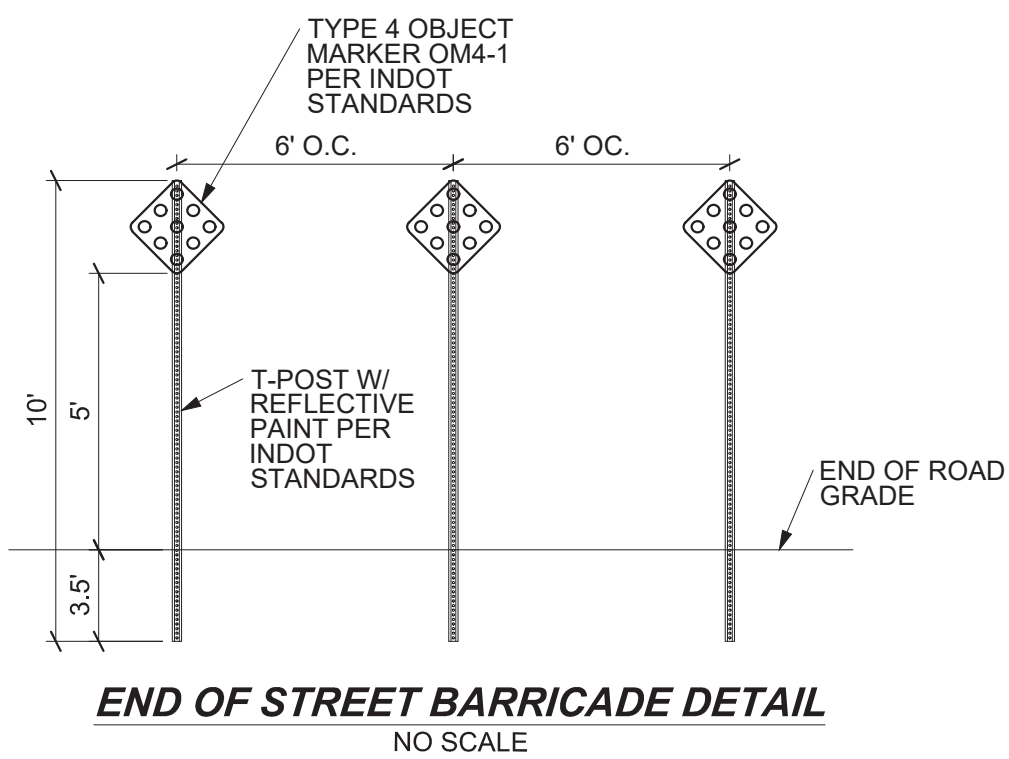 TYPE 4 OBJECT
MARKER OM4-1
PER INDOT
STANDARDS
6' O.C.
6' OC.
10'
5'
3.5'
T-POST W/
REFLECTIVE
PAINT PER
INDOT
STANDARDS
END OF ROAD
GRADE
END OF STREET BARRICADE DETAIL
NO SCALE